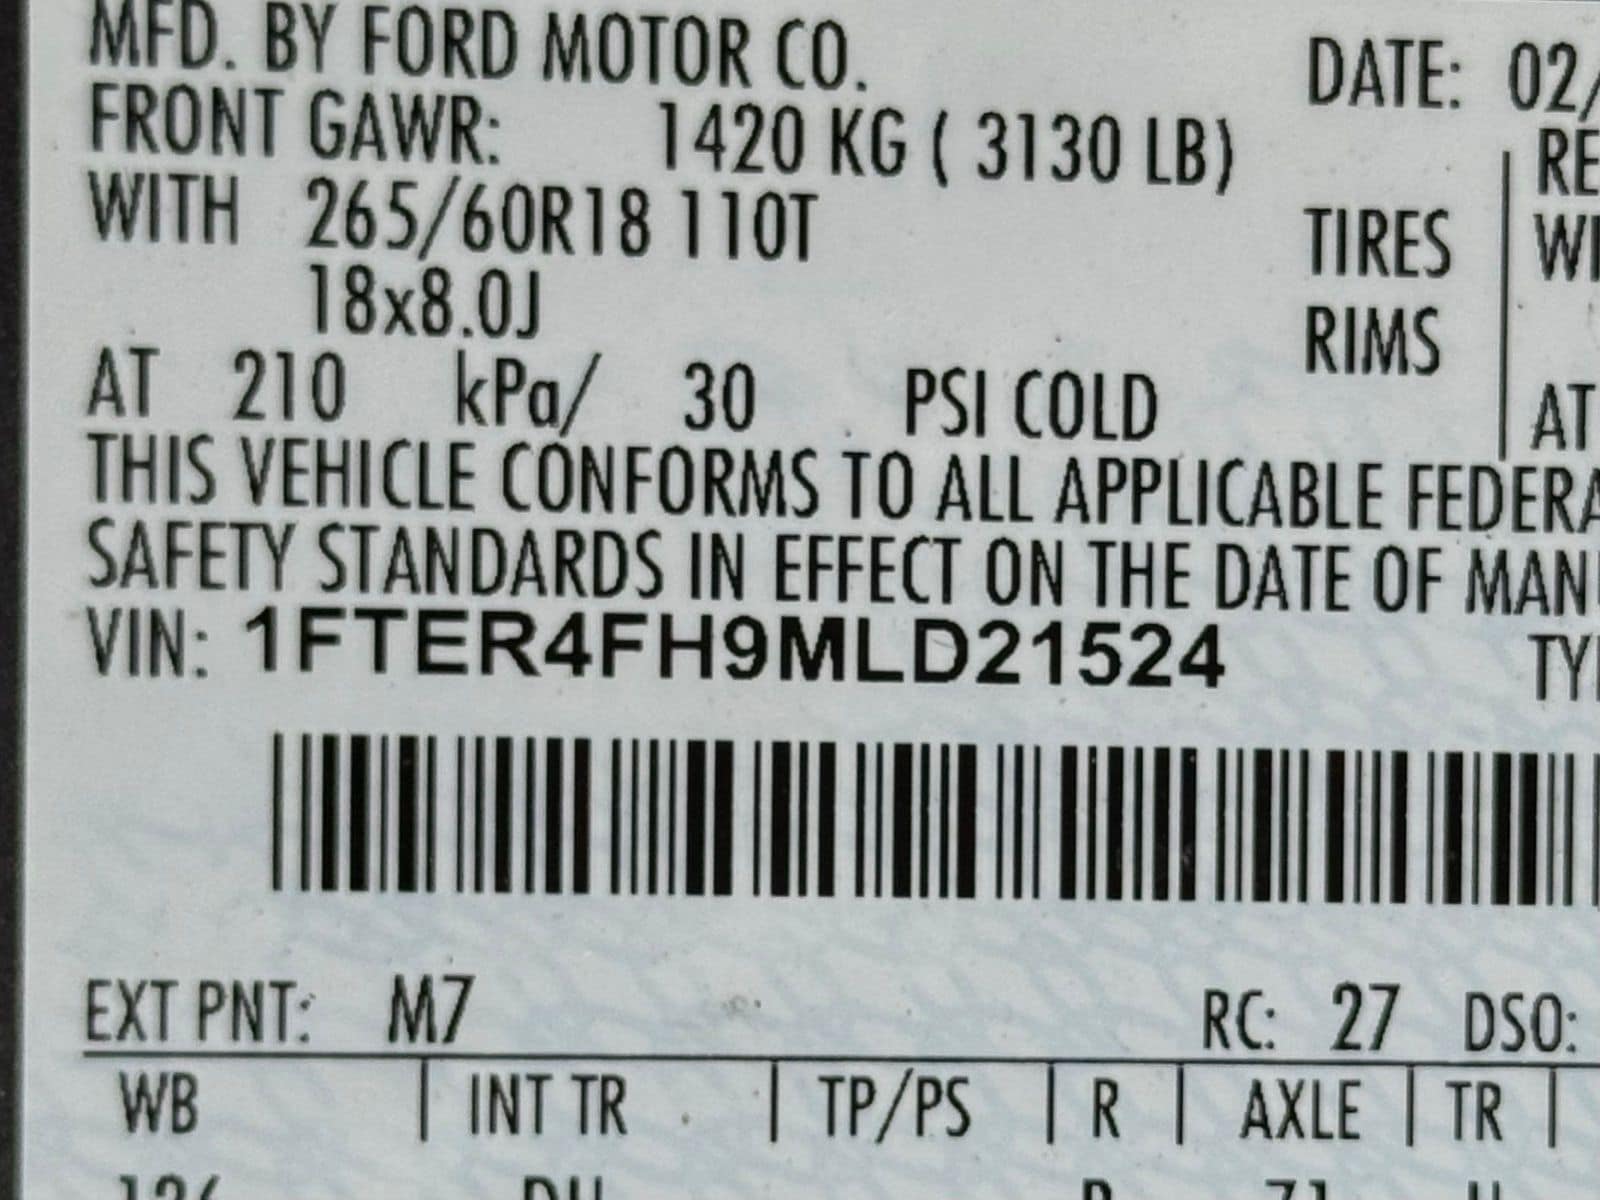 MFD. BY FORD MOTOR CO. DATE: 02/
FRONT GAWR: 1420 KG ( 3130 LB) RE
WITH 265/60R18 110T TIRES WI
18x8.0J RIMS
AT 210 kPa/ 30 PSI COLD AT
THIS VEHICLE CONFORMS TO ALL APPLICABLE FEDERA
SAFETY STANDARDS IN EFFECT ON THE DATE OF MANU
VIN: 1FTER4FH9MLD21524 TYP
EXT PNT: M7 RC: 27 DSO:
WB | INT TR | TP/PS | R | AXLE | TR |